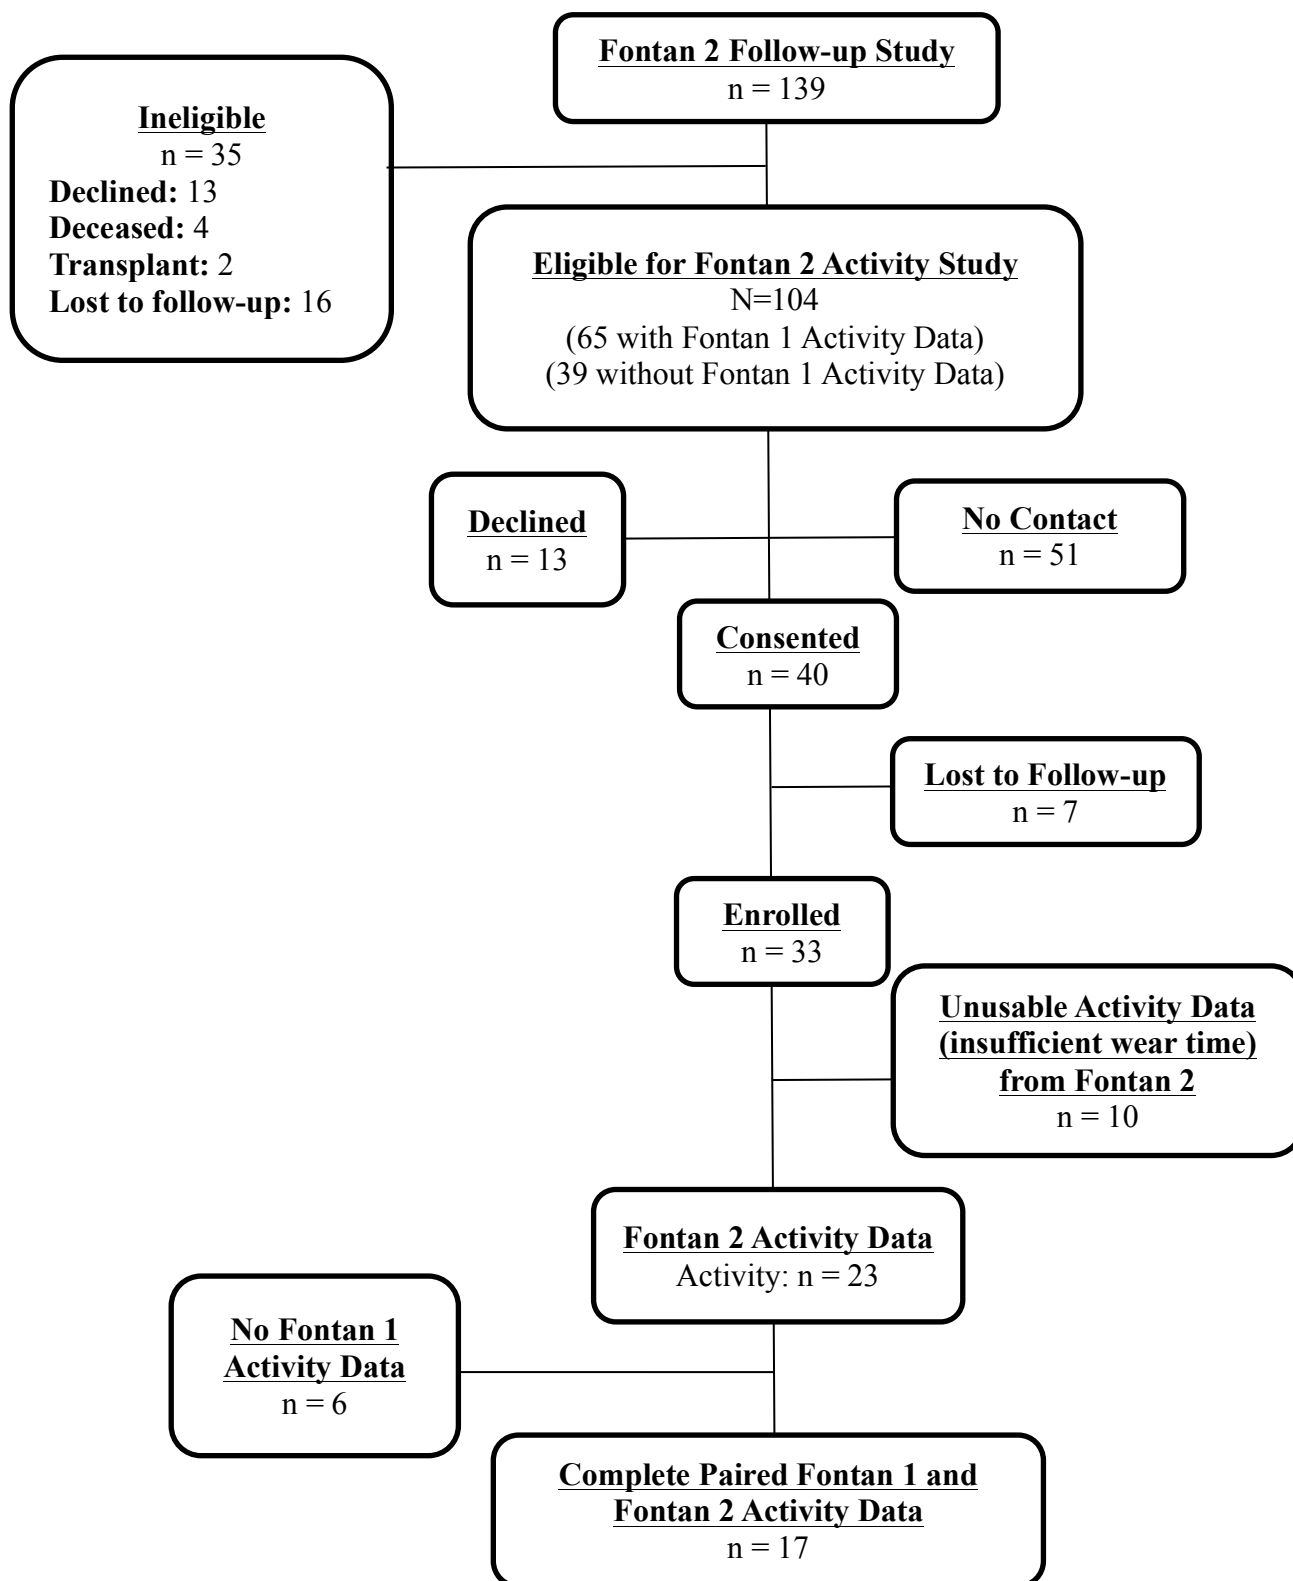 Fontan 2 Follow-up Study
n = 139
Ineligible
n = 35
Declined: 13
Deceased: 4
Transplant: 2
Lost to follow-up: 16
Eligible for Fontan 2 Activity Study
N=104
(65 with Fontan 1 Activity Data)
(39 without Fontan 1 Activity Data)
Declined
n = 13
No Contact
n = 51
Consented
n = 40
Lost to Follow-up
n = 7
Enrolled
n = 33
Unusable Activity Data
(insufficient wear time)
from Fontan 2
n = 10
Fontan 2 Activity Data
Activity: n = 23
No Fontan 1
Activity Data
n = 6
Complete Paired Fontan 1 and
Fontan 2 Activity Data
n = 17